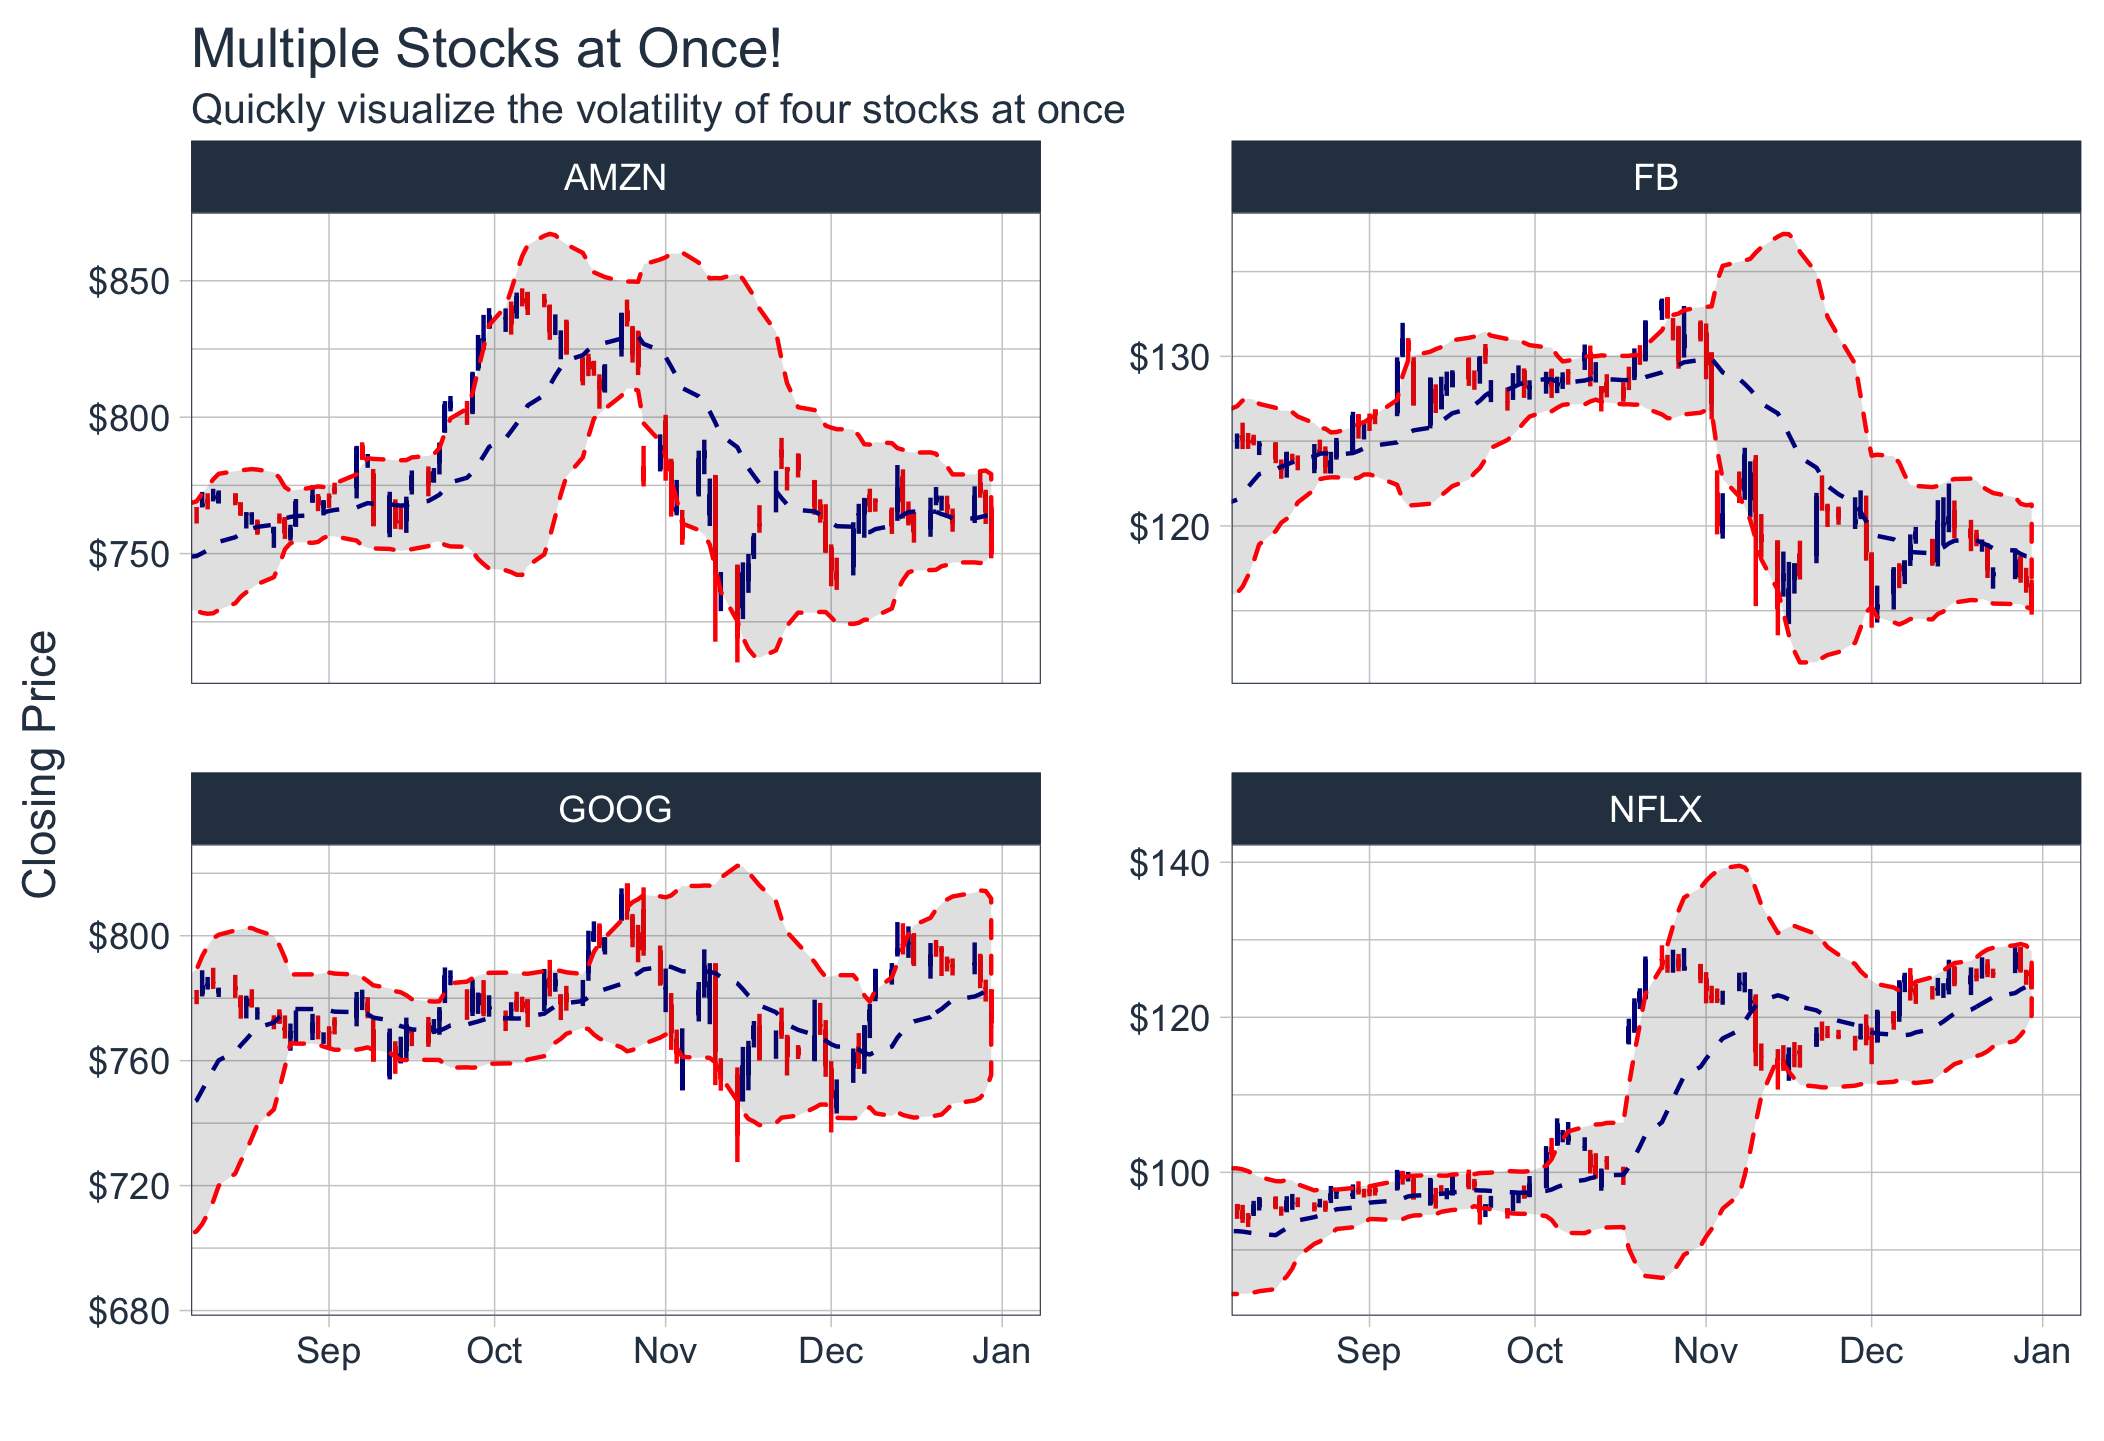 Multiple Stocks at Once!
Quickly visualize the volatility of four stocks at once
Closing Price
AMZN
$850
$800
$750
FB
$130
$120
GOOG
$800
$760
$720
$680
Sep Oct Nov Dec Jan
NFLX
$140
$120
$100
Sep Oct Nov Dec Jan